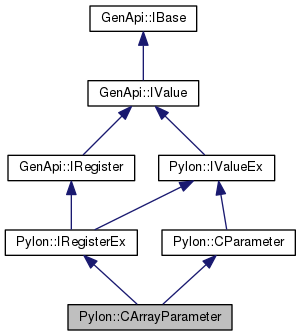 GenApi::IBase
GenApi::IValue
GenApi::IRegister
Pylon::IValueEx
Pylon::IRegisterEx
Pylon::CParameter
Pylon::CArrayParameter